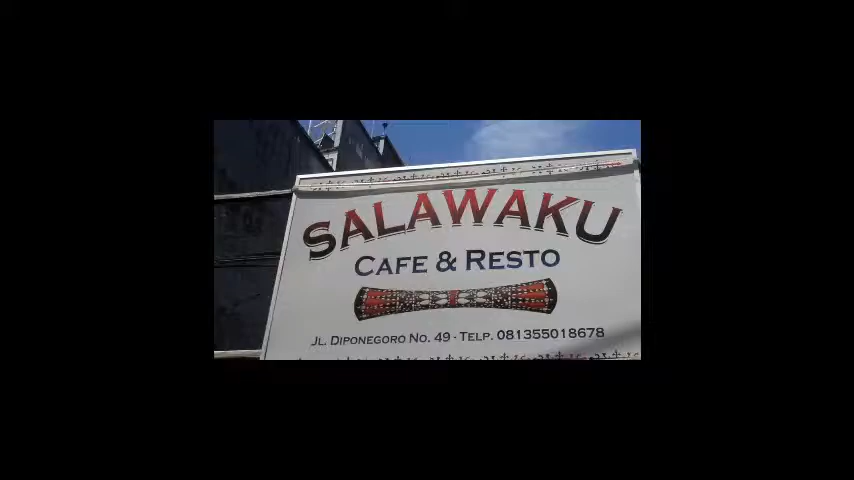 SALAWAKU
CAFE & RESTO
JL. DIPONEGORO NO. 49 - TELP. 081355018678